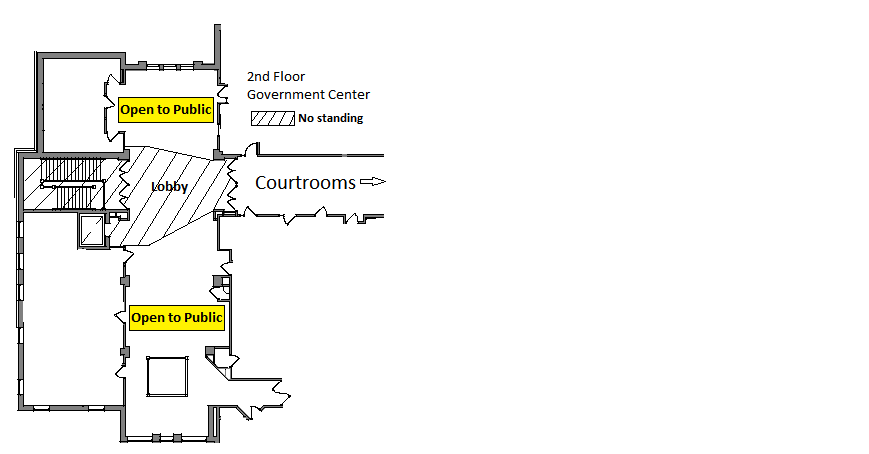 2nd Floor
Government Center
Open to Public
No standing
Lobby
Courtrooms
Open to Public